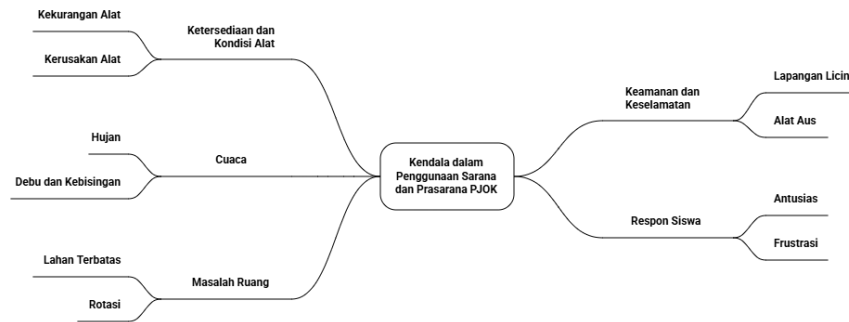 Kekurangan Alat
Kerusakan Alat
Ketersediaan dan
Kondisi Alat
Hujan
Debu dan Kebisingan
Cuaca
Lahan Terbatas
Rotasi
Masalah Ruang
Kendala dalam
Penggunaan Sarana
dan Prasarana PJOK
Keamanan dan
Keselamatan
Lapangan Licin
Alat Aus
Respon Siswa
Antusias
Frustrasi